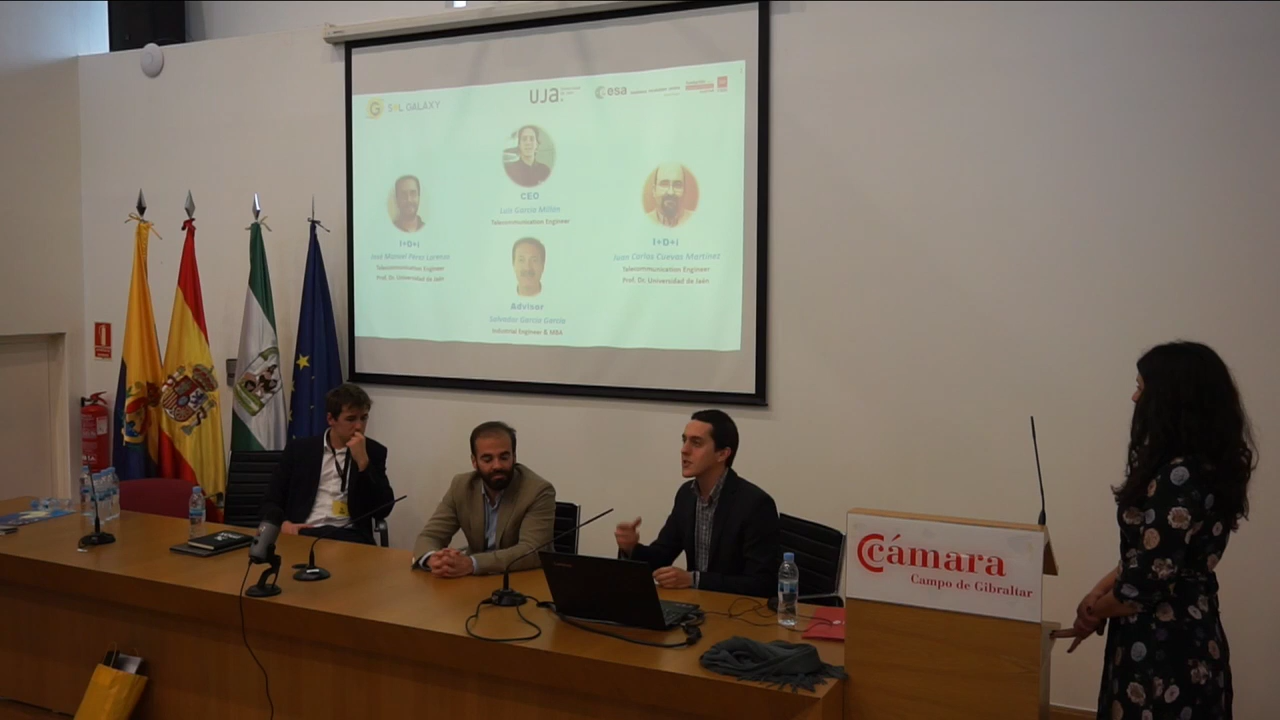 SOL GALAXY
UJa.
esa
CEO
Luis García Millán
Telecommunication Engineer
I+D+i
José Manuel Pérez Lorenzo
Telecommunication Engineer
Prof. Dr. Universidad de Jaén
I+D+i
Juan Carlos Cuevas Martínez
Telecommunication Engineer
Prof. Dr. Universidad de Jaén
Advisor
Salvador García García
Industrial Engineer & MBA
Cámara
Campo de Gibraltar